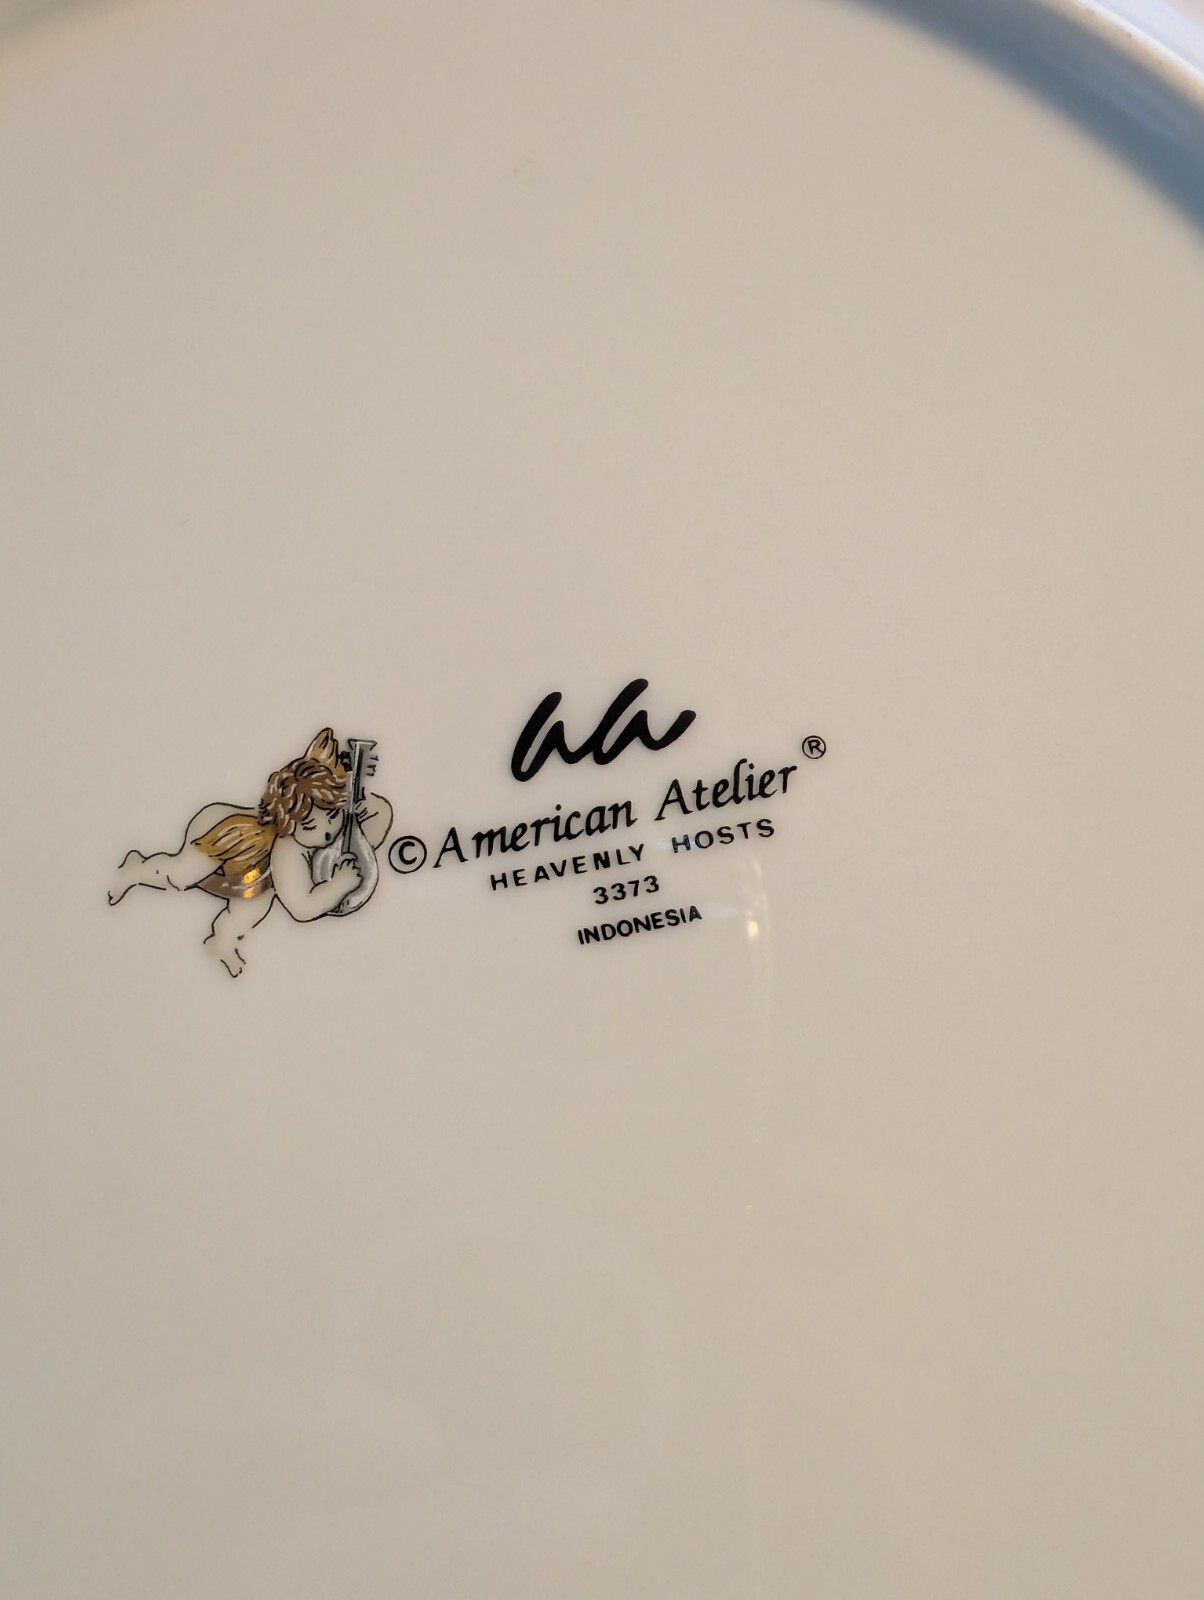 aa
©American Atelier®
HEAVENLY HOSTS
3373
INDONESIA